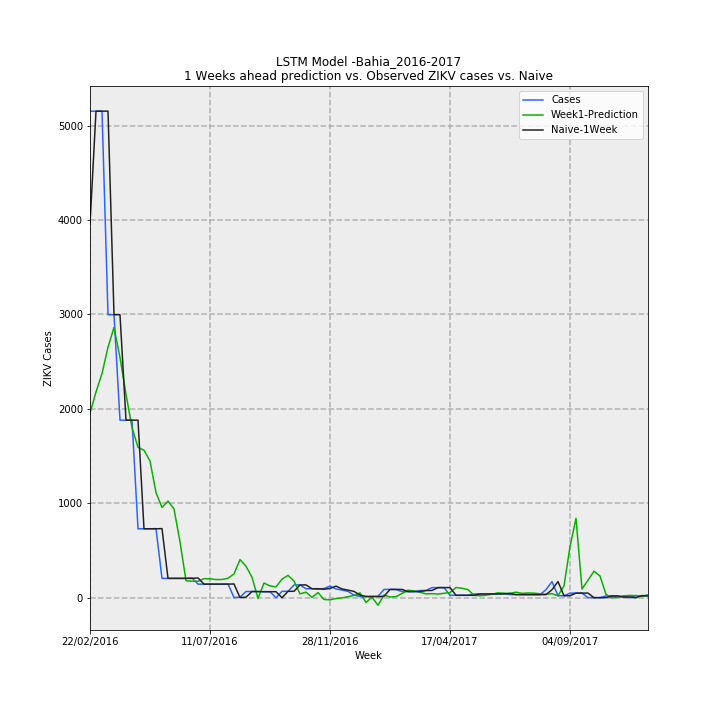 LSTM Model -Bahia_2016-2017
1 Weeks ahead prediction vs. Observed ZIKV cases vs. Naive
Cases
Week1-Prediction
Naive-1Week
5000
4000
3000
2000
1000
0
ZIKV Cases
22/02/2016 11/07/2016 28/11/2016 17/04/2017 04/09/2017
Week